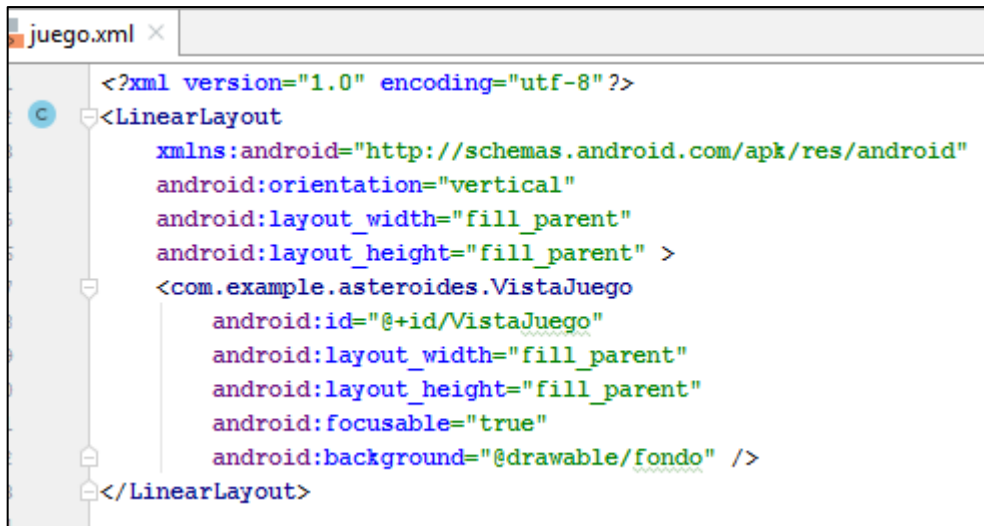 juego.xml
<?xml version="1.0" encoding="utf-8"?>
C
<LinearLayout
xmlns:android="http://schemas.android.com/apk/res/android"
android:orientation="vertical"
android:layout_width="fill_parent"
android:layout_height="fill_parent" >
<com.example.asteroides.VistaJuego
android:id="@+id/VistaJuego"
android:layout_width="fill_parent"
android:layout_height="fill_parent"
android:focusable="true"
android:background="@drawable/fondo" />
</LinearLayout>